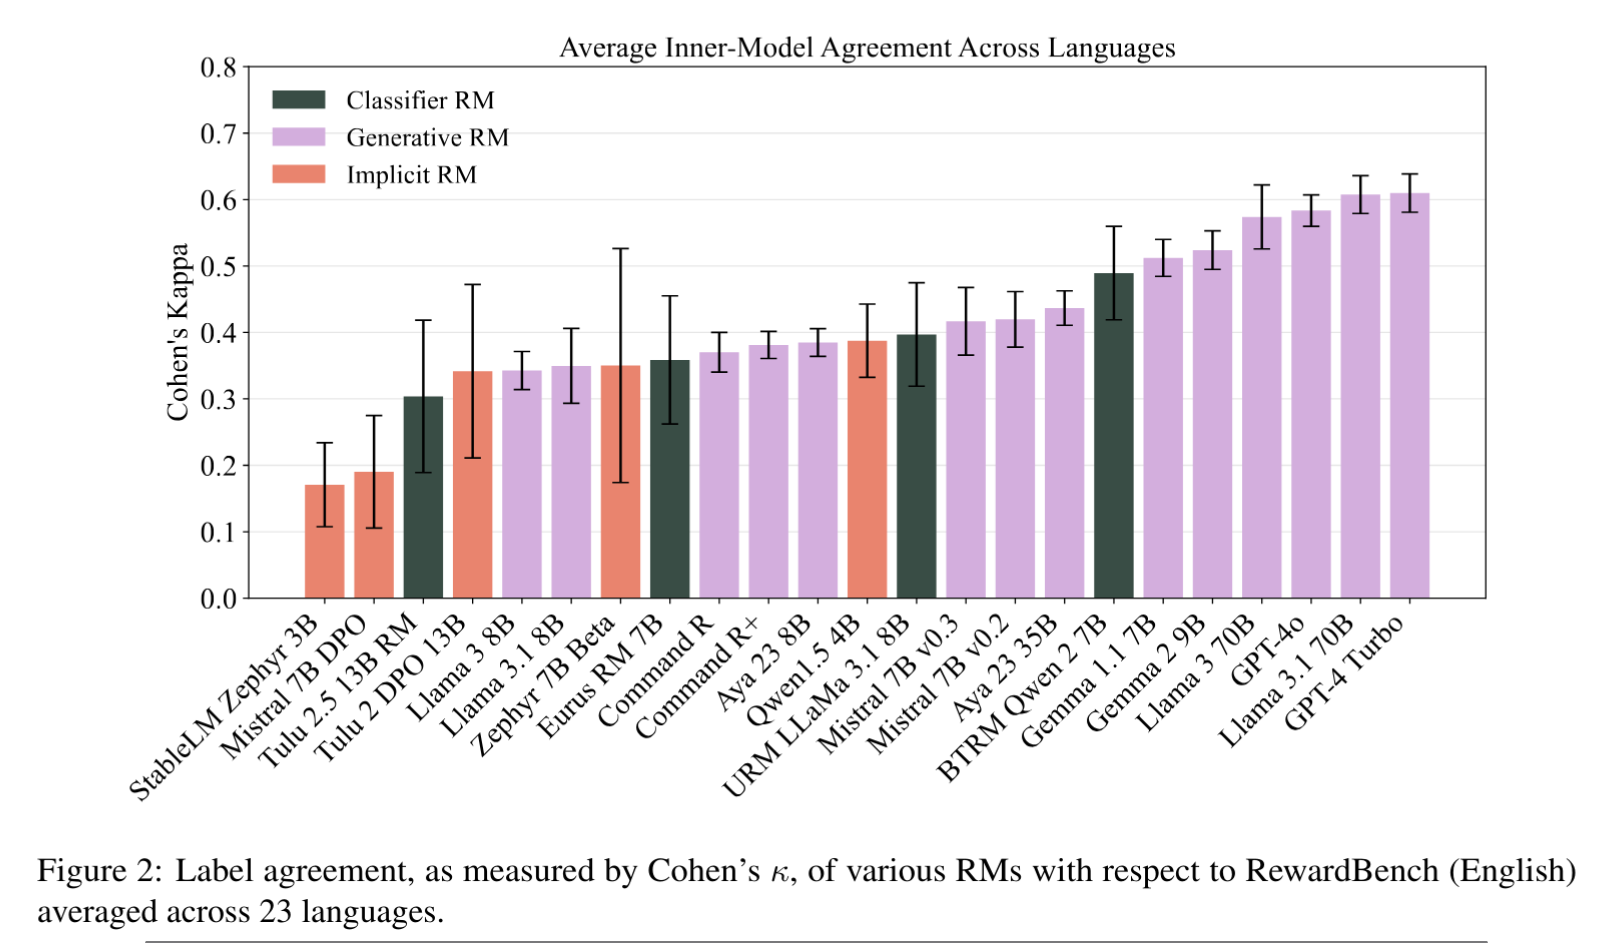 Average Inner-Model Agreement Across Languages
Classifier RM
Generative RM
Implicit RM
Cohen's Kappa
0.8
0.7
0.6
0.5
0.4
0.3
0.2
0.1
0.0
StableLM Zephyr 3B
Mistral 7B DPO
Tulu 2.5 13B RM
Tulu 2 DPO 13B
Llama 3 8B
Llama 3.1 8B
Zephyr 7B Beta
Eurus RM 7B
Command R
Command R+
Aya 23 8B
Qwen1.5 4B
URM LLaMa 3.1 8B
Mistral 7B v0.3
Mistral 7B v0.2
Aya 23 35B
BTRM Qwen 2 7B
Gemma 1.1 7B
Gemma 2 9B
Llama 3 70B
GPT-4o
Llama 3.1 70B
GPT-4 Turbo
Figure 2: Label agreement, as measured by Cohen's κ, of various RMs with respect to RewardBench (English)
averaged across 23 languages.